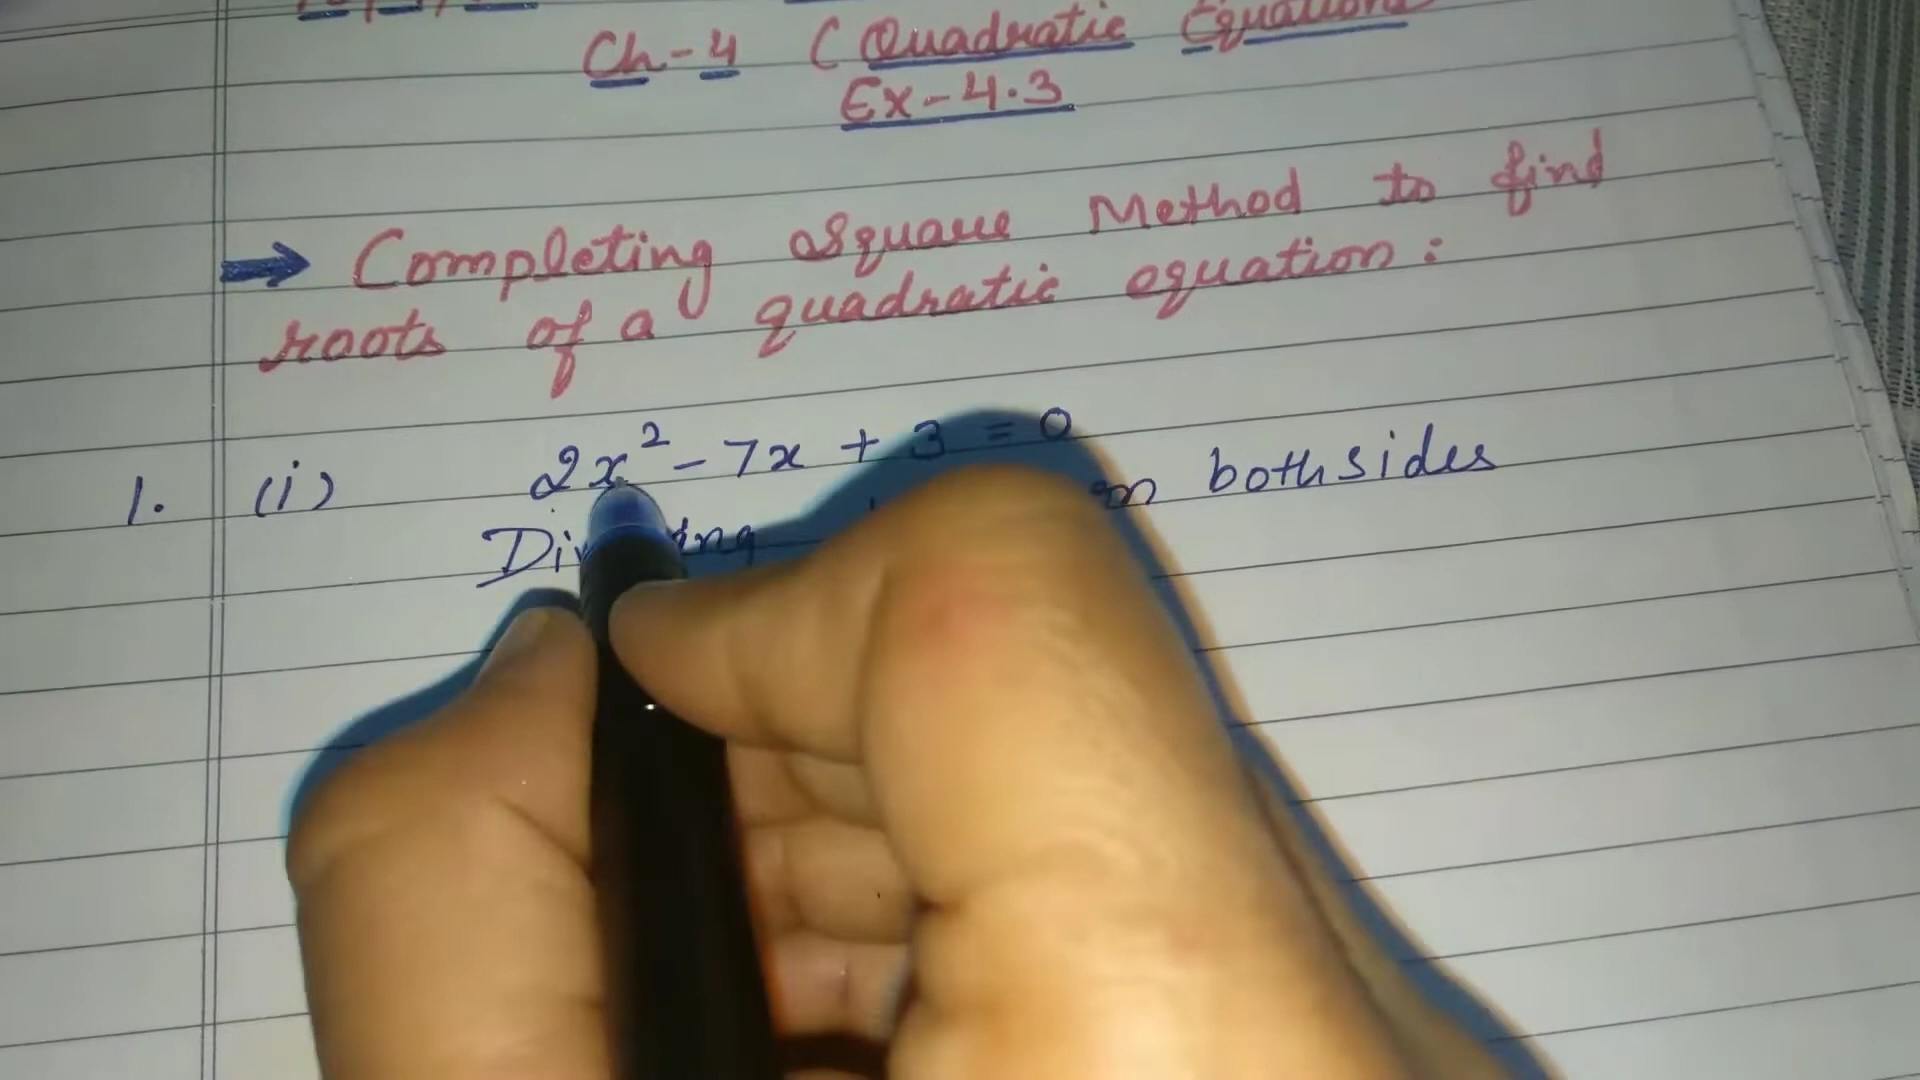 Ch-4 (Quadratic Equations
Ex-4.3
Completing Square Method to find
roots of a quadratic equation:
1. (i) 2x² - 7x + 3 = 0
both sides